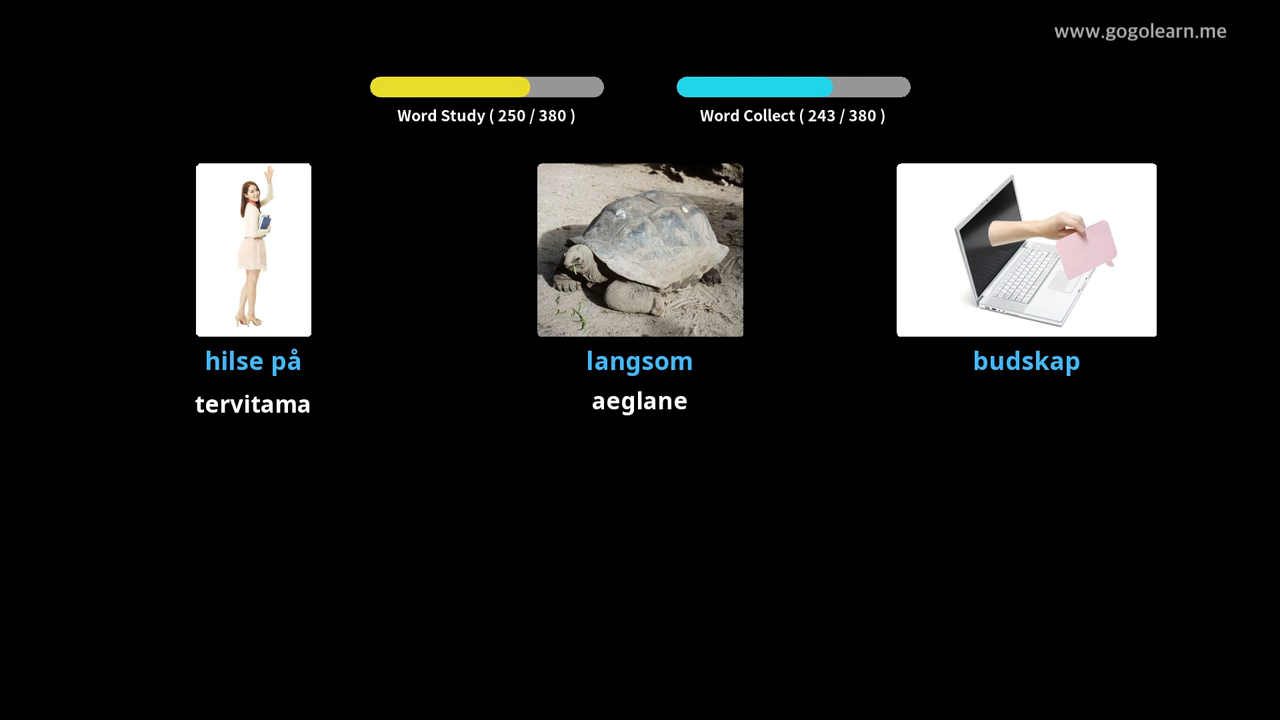 www.gogolearn.me
Word Study ( 250 / 380 )
Word Collect ( 243 / 380 )
hilse på
langsom
budskap
tervitama
aeglane